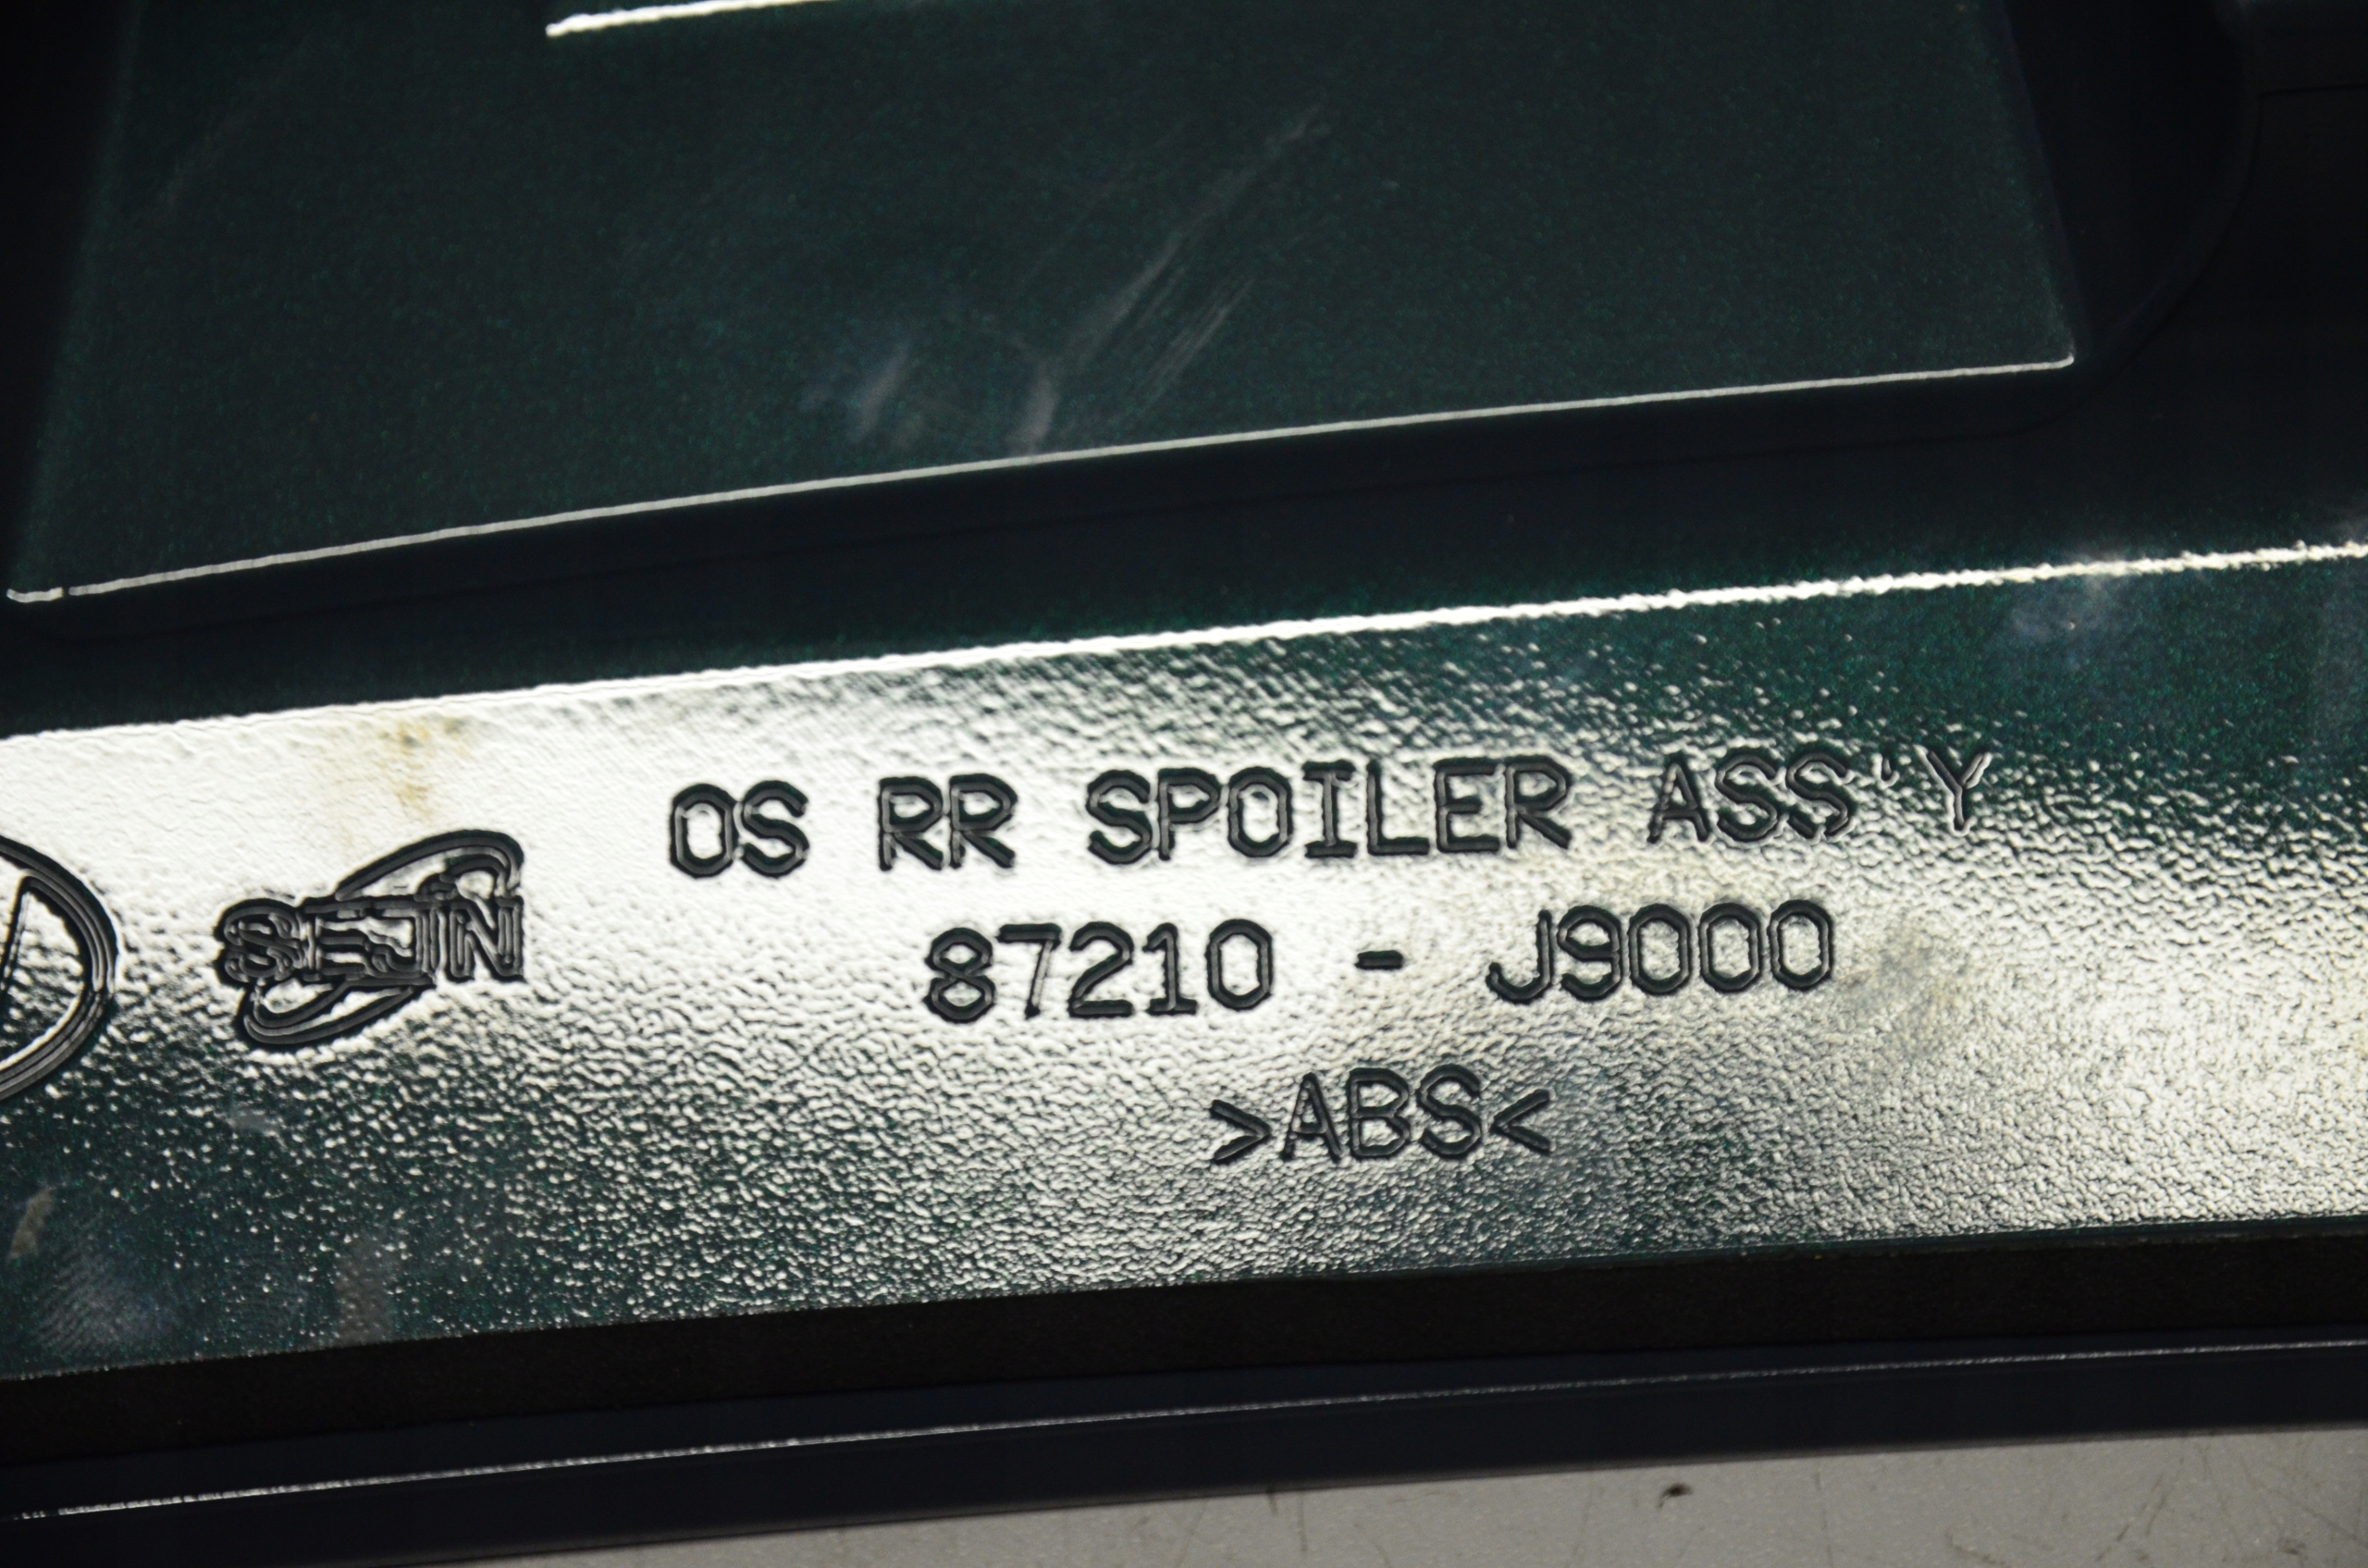 SEJIN
OS RR SPOILER ASS'Y
87210 - J9000
>ABS<